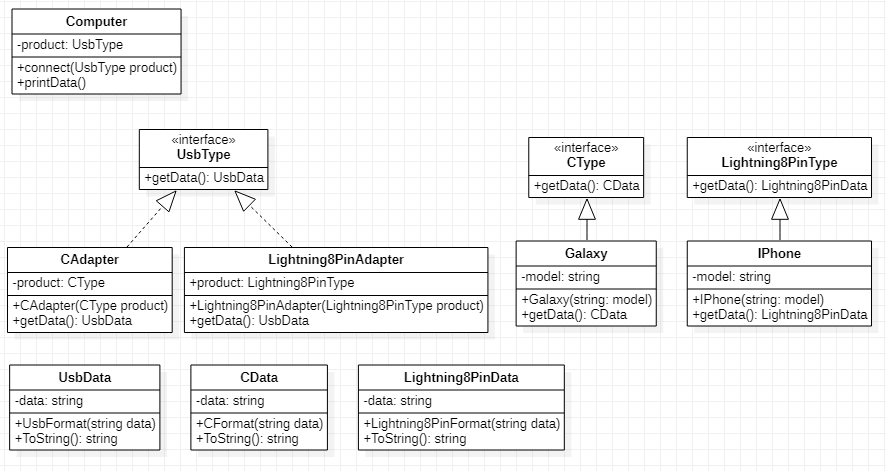 Computer
-product: UsbType
+connect(UsbType product)
+printData()
«interface»
UsbType
+getData(): UsbData
«interface»
CType
+getData(): CData
«interface»
Lightning8PinType
+getData(): Lightning8PinData
CAdapter
-product: CType
+CAdapter(CType product)
+getData(): UsbData
Lightning8PinAdapter
+product: Lightning8PinType
+Lightning8PinAdapter(Lightning8PinType product)
+getData(): UsbData
Galaxy
-model: string
+Galaxy(string: model)
+getData(): CData
IPhone
-model: string
+IPhone(string: model)
+getData(): Lightning8PinData
UsbData
-data: string
+UsbFormat(string data)
+ToString(): string
CData
-data: string
+CFormat(string data)
+ToString(): string
Lightning8PinData
-data: string
+Lightning8PinFormat(string data)
+ToString(): string